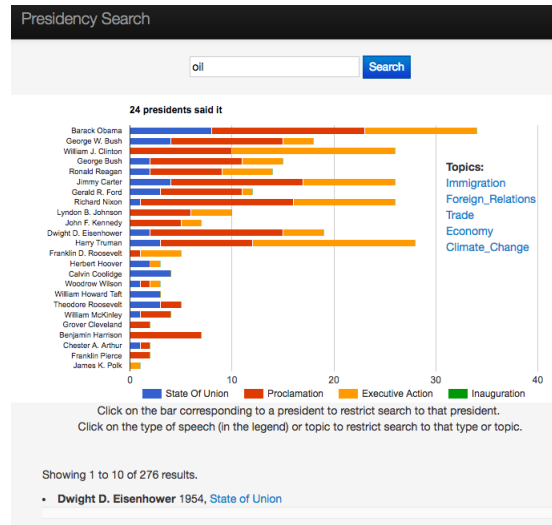 Presidency Search
oil
Search
24 presidents said it
Barack Obama
George W. Bush
William J. Clinton
George Bush
Ronald Reagan
Jimmy Carter
Gerald R. Ford
Richard Nixon
Lyndon B. Johnson
John F. Kennedy
Dwight D. Eisenhower
Harry Truman
Franklin D. Roosevelt
Herbert Hoover
Calvin Coolidge
Woodrow Wilson
William Howard Taft
Theodore Roosevelt
William McKinley
Grover Cleveland
Benjamin Harrison
Chester A. Arthur
Franklin Pierce
James K. Polk
Topics:
Immigration
Foreign_Relations
Trade
Economy
Climate_Change
0 10 20 30 40
State Of Union Proclamation Executive Action Inauguration
Click on the bar corresponding to a president to restrict search to that president.
Click on the type of speech (in the legend) or topic to restrict search to that type or topic.
Showing 1 to 10 of 276 results.
• Dwight D. Eisenhower 1954, State of Union